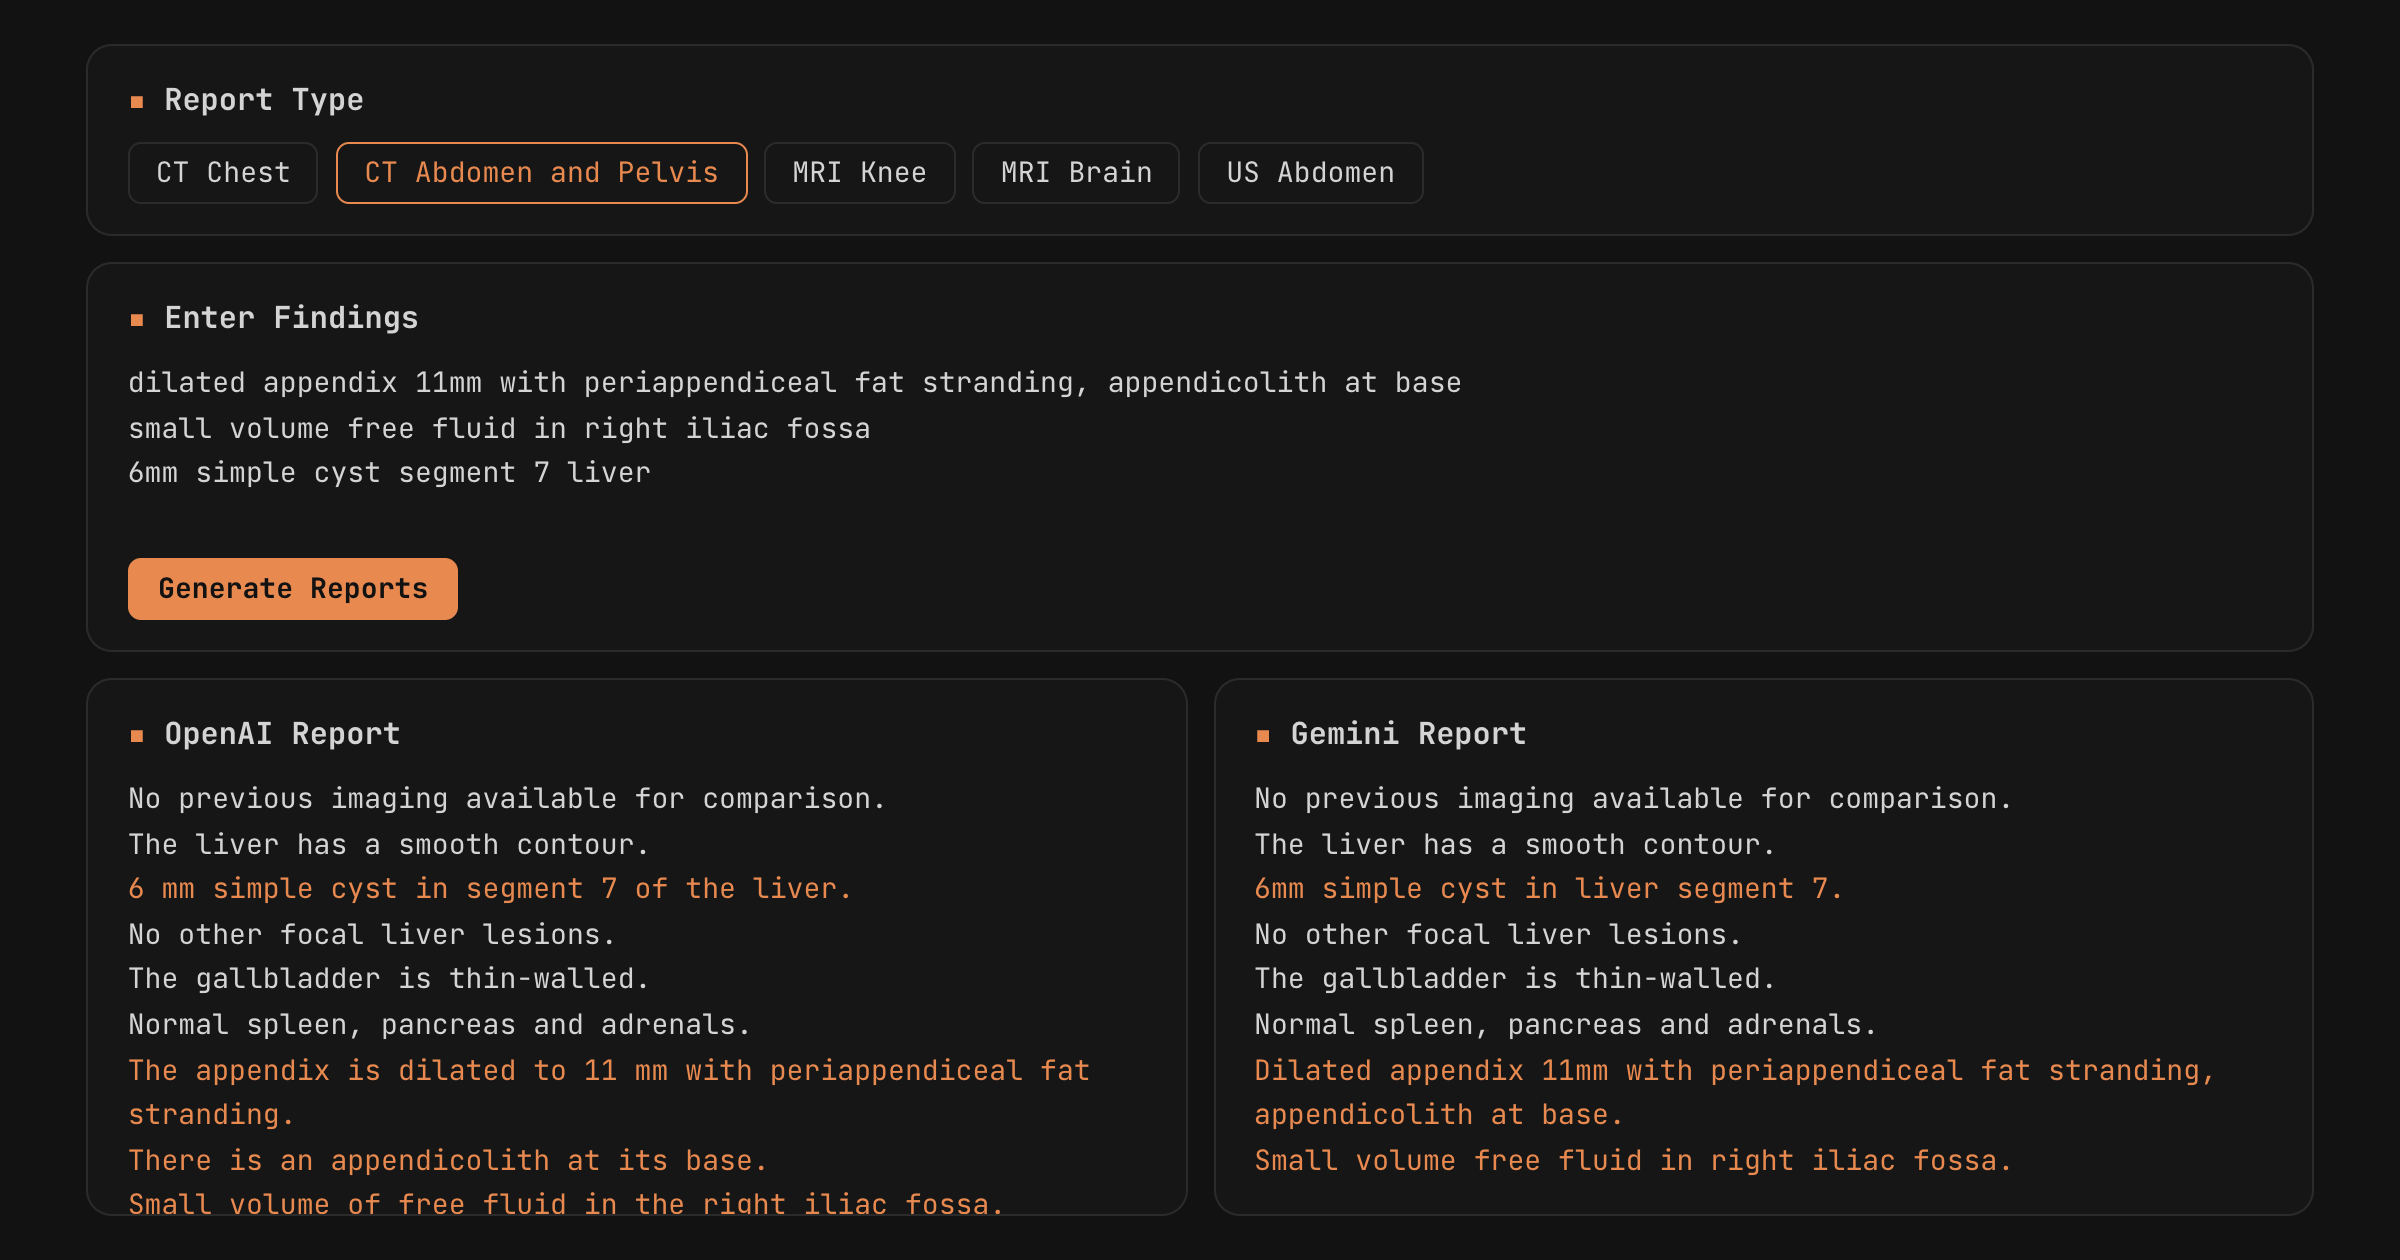 Report Type
CT Chest
CT Abdomen and Pelvis
MRI Knee
MRI Brain
US Abdomen
Enter Findings
dilated appendix 11mm with periappendiceal fat stranding, appendicolith at base
small volume free fluid in right iliac fossa
6mm simple cyst segment 7 liver
Generate Reports
OpenAI Report
No previous imaging available for comparison.
The liver has a smooth contour.
6 mm simple cyst in segment 7 of the liver.
No other focal liver lesions.
The gallbladder is thin-walled.
Normal spleen, pancreas and adrenals.
The appendix is dilated to 11 mm with periappendiceal fat
stranding.
There is an appendicolith at its base.
Small volume of free fluid in the right iliac fossa.
Gemini Report
No previous imaging available for comparison.
The liver has a smooth contour.
6mm simple cyst in liver segment 7.
No other focal liver lesions.
The gallbladder is thin-walled.
Normal spleen, pancreas and adrenals.
Dilated appendix 11mm with periappendiceal fat stranding,
appendicolith at base.
Small volume free fluid in right iliac fossa.